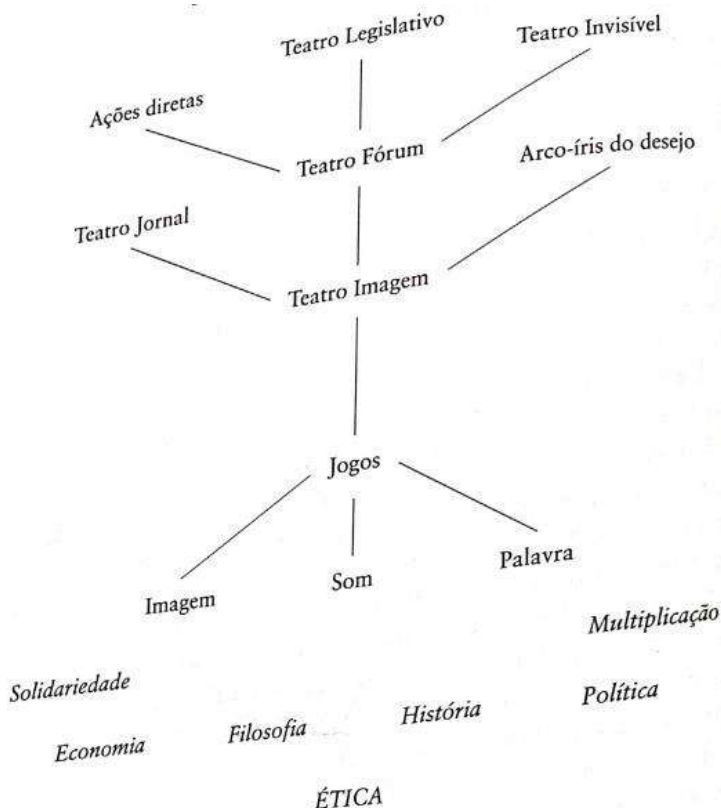 Teatro Legislativo
Teatro Invisível
Ações diretas
Teatro Fórum
Arco-íris do desejo
Teatro Jornal
Teatro Imagem
Jogos
Imagem
Som
Palavra
Multiplicação
Solidariedade
Economia
Filosofia
História
Política
ÉTICA